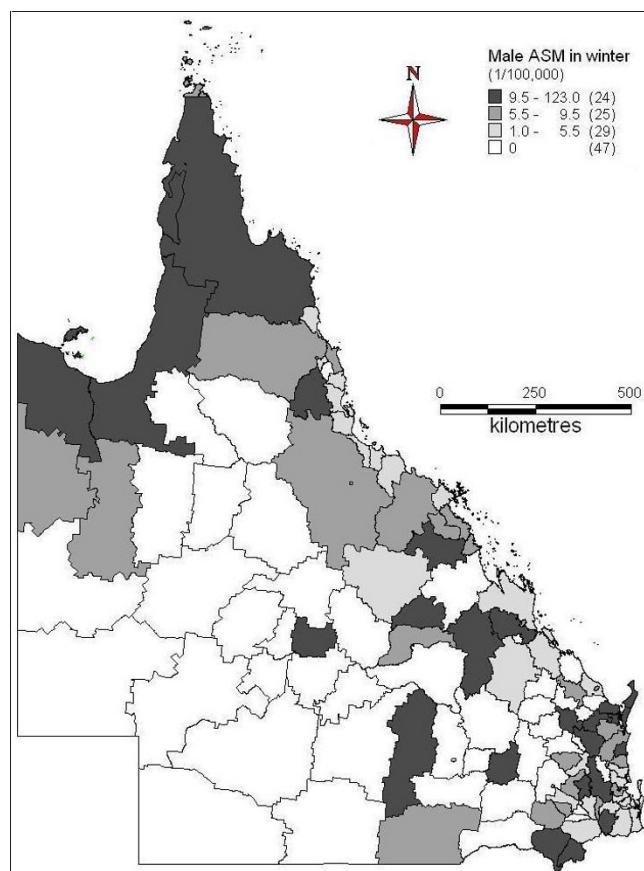 Male ASM in winter
(1/100,000)
9.5 - 123.0 (24)
5.5 - 9.5 (25)
1.0 - 5.5 (29)
0 (47)
N
0 250 500
kilometres